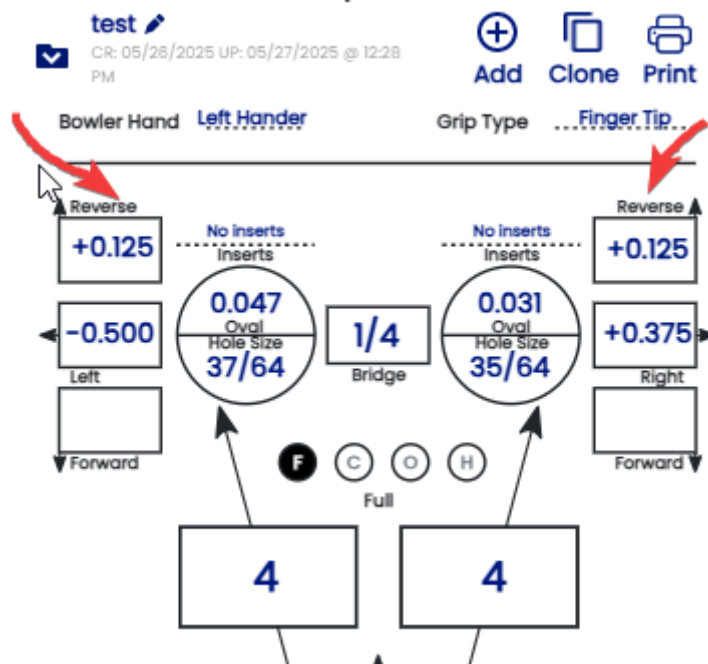 test
CR: 05/26/2025 UP: 05/27/2025 @ 12:28 PM
Add Clone Print
Bowler Hand Left Hander Grip Type Finger Tip
Reverse Reverse
+0.125 No inserts No inserts +0.125
Inserts Inserts
0.047 0.031
-0.500 Oval 1/4 Oval +0.375
Hole Size Hole Size
37/64 35/64
Left Bridge Right
F C O H
Forward Forward
Full
4 4